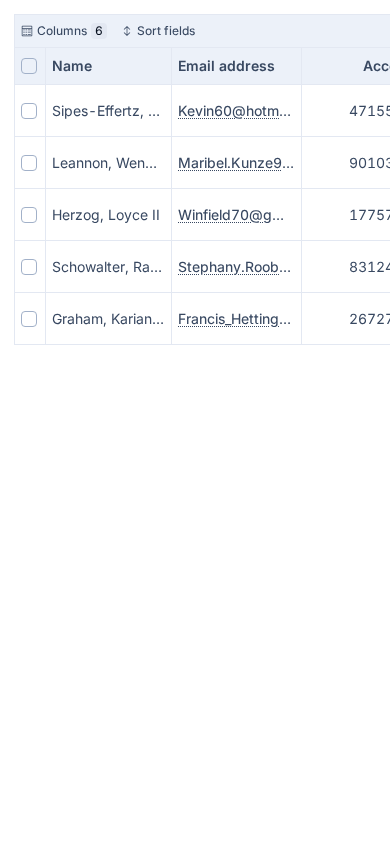 Columns 6 Sort fields
Name Email address Acc
Sipes-Effertz, ... Kevin60@hotm... 47155
Leannon, Wen... Maribel.Kunze9... 90103
Herzog, Loyce II Winfield70@g... 17757
Schowalter, Ra... Stephany.Roob... 83124
Graham, Karian... Francis_Hetting... 26727